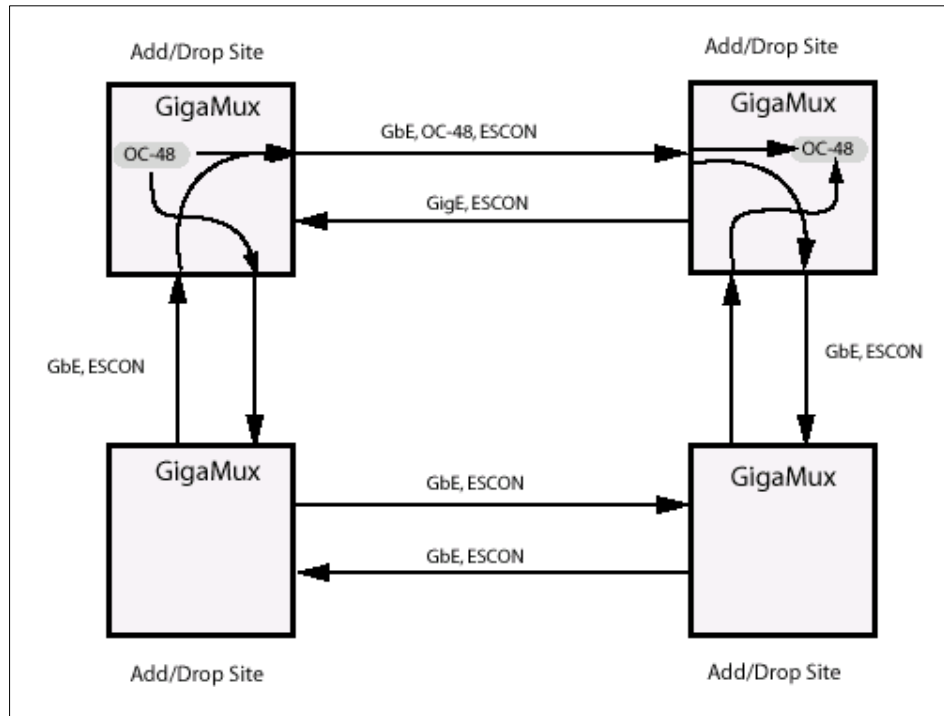 Add/Drop Site
Add/Drop Site
GigaMux
GigaMux
OC-48
GbE, OC-48, ESCON
OC-48
GigE, ESCON
GbE, ESCON
GbE, ESCON
GigaMux
GigaMux
GbE, ESCON
GbE, ESCON
Add/Drop Site
Add/Drop Site